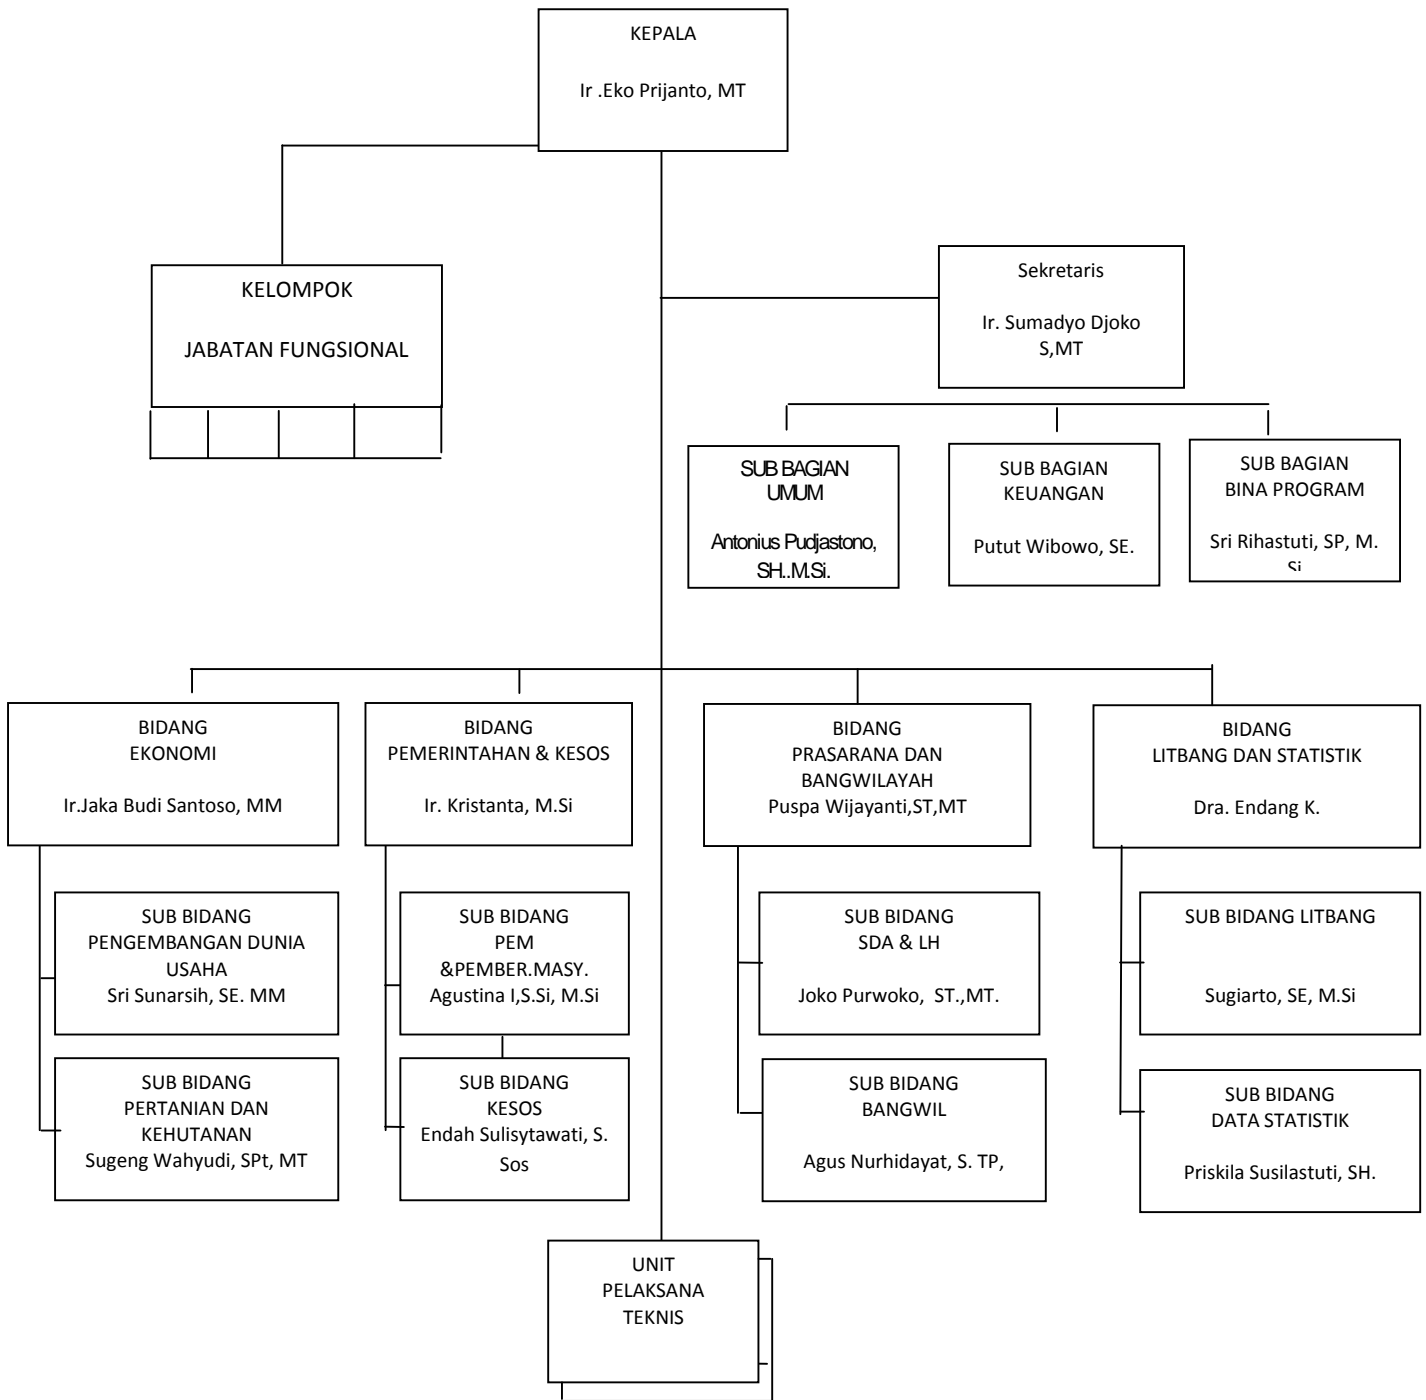 KEPALA
Ir .Eko Prijanto, MT
KELOMPOK
JABATAN FUNGSIONAL
Sekretaris
Ir. Sumadyo Djoko
S,MT
SUB BAGIAN
UMUM
Antonius Pudjastono,
SH..M.Si.
SUB BAGIAN
KEUANGAN
Putut Wibowo, SE.
SUB BAGIAN
BINA PROGRAM
Sri Rihastuti, SP, M.
Si
BIDANG
EKONOMI
Ir.Jaka Budi Santoso, MM
BIDANG
PEMERINTAHAN & KESOS
Ir. Kristanta, M.Si
BIDANG
PRASARANA DAN
BANGWILAYAH
Puspa Wijayanti,ST,MT
BIDANG
LITBANG DAN STATISTIK
Dra. Endang K.
SUB BIDANG
PENGEMBANGAN DUNIA
USAHA
Sri Sunarsih, SE. MM
SUB BIDANG
PEM
&PEMBER.MASY.
Agustina I,S.Si, M.Si
SUB BIDANG
SDA & LH
Joko Purwoko, ST.,MT.
SUB BIDANG LITBANG
Sugiarto, SE, M.Si
SUB BIDANG
PERTANIAN DAN
KEHUTANAN
Sugeng Wahyudi, SPt, MT
SUB BIDANG
KESOS
Endah Sulisytawati, S.
Sos
SUB BIDANG
BANGWIL
Agus Nurhidayat, S. TP,
SUB BIDANG
DATA STATISTIK
Priskila Susilastuti, SH.
UNIT
PELAKSANA
TEKNIS